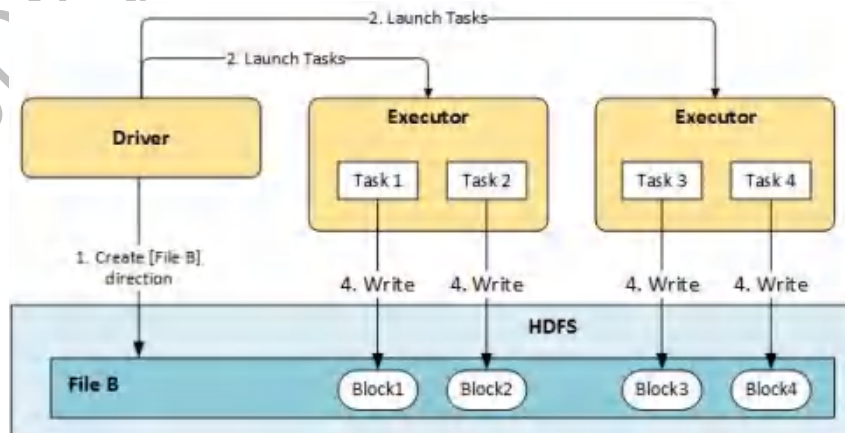 2. Launch Tasks
2. Launch Tasks
Driver
Executor
Executor
Task 1
Task 2
Task 3
Task 4
1. Create [File B]
direction
4. Write
4. Write
4. Write
4. Write
HDFS
File B
Block1
Block2
Block3
Block4